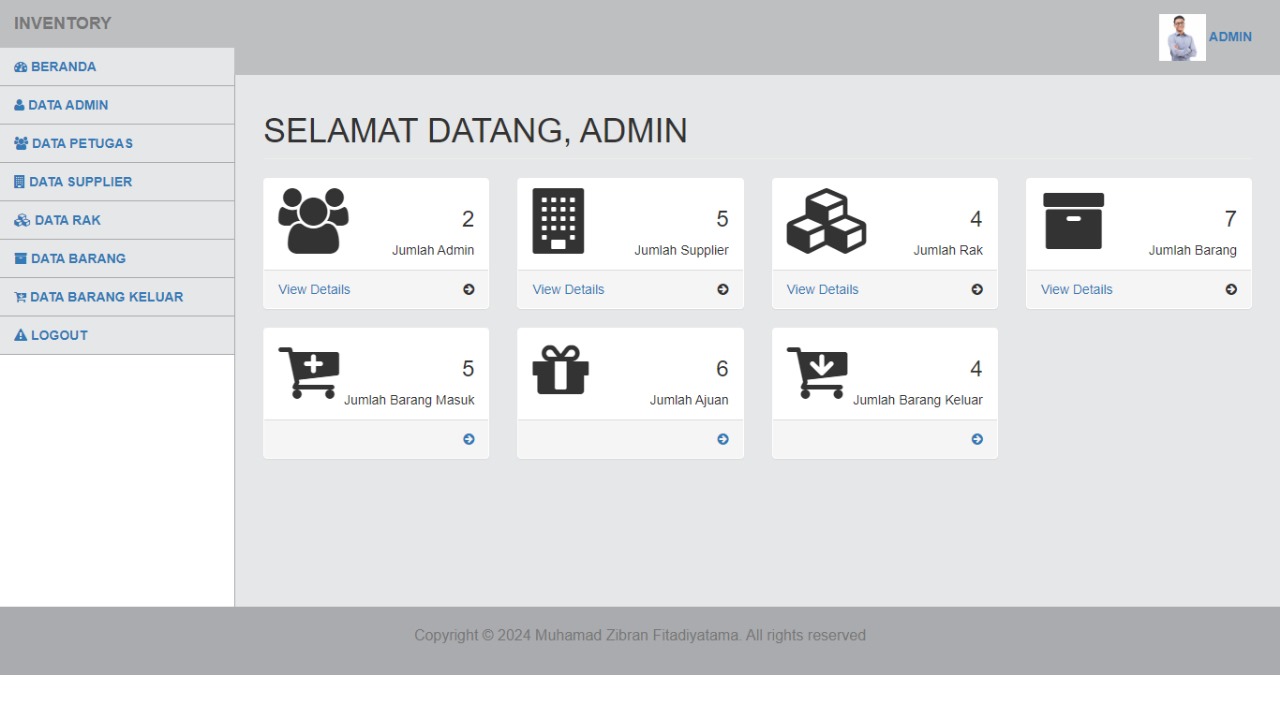 INVENTORY
ADMIN
BERANDA
DATA ADMIN
DATA PETUGAS
DATA SUPPLIER
DATA RAK
DATA BARANG
DATA BARANG KELUAR
LOGOUT
SELAMAT DATANG, ADMIN
2
Jumlah Admin
View Details
5
Jumlah Supplier
View Details
4
Jumlah Rak
View Details
7
Jumlah Barang
View Details
5
Jumlah Barang Masuk
6
Jumlah Ajuan
4
Jumlah Barang Keluar
Copyright © 2024 Muhamad Zibran Fitadiyatama. All rights reserved